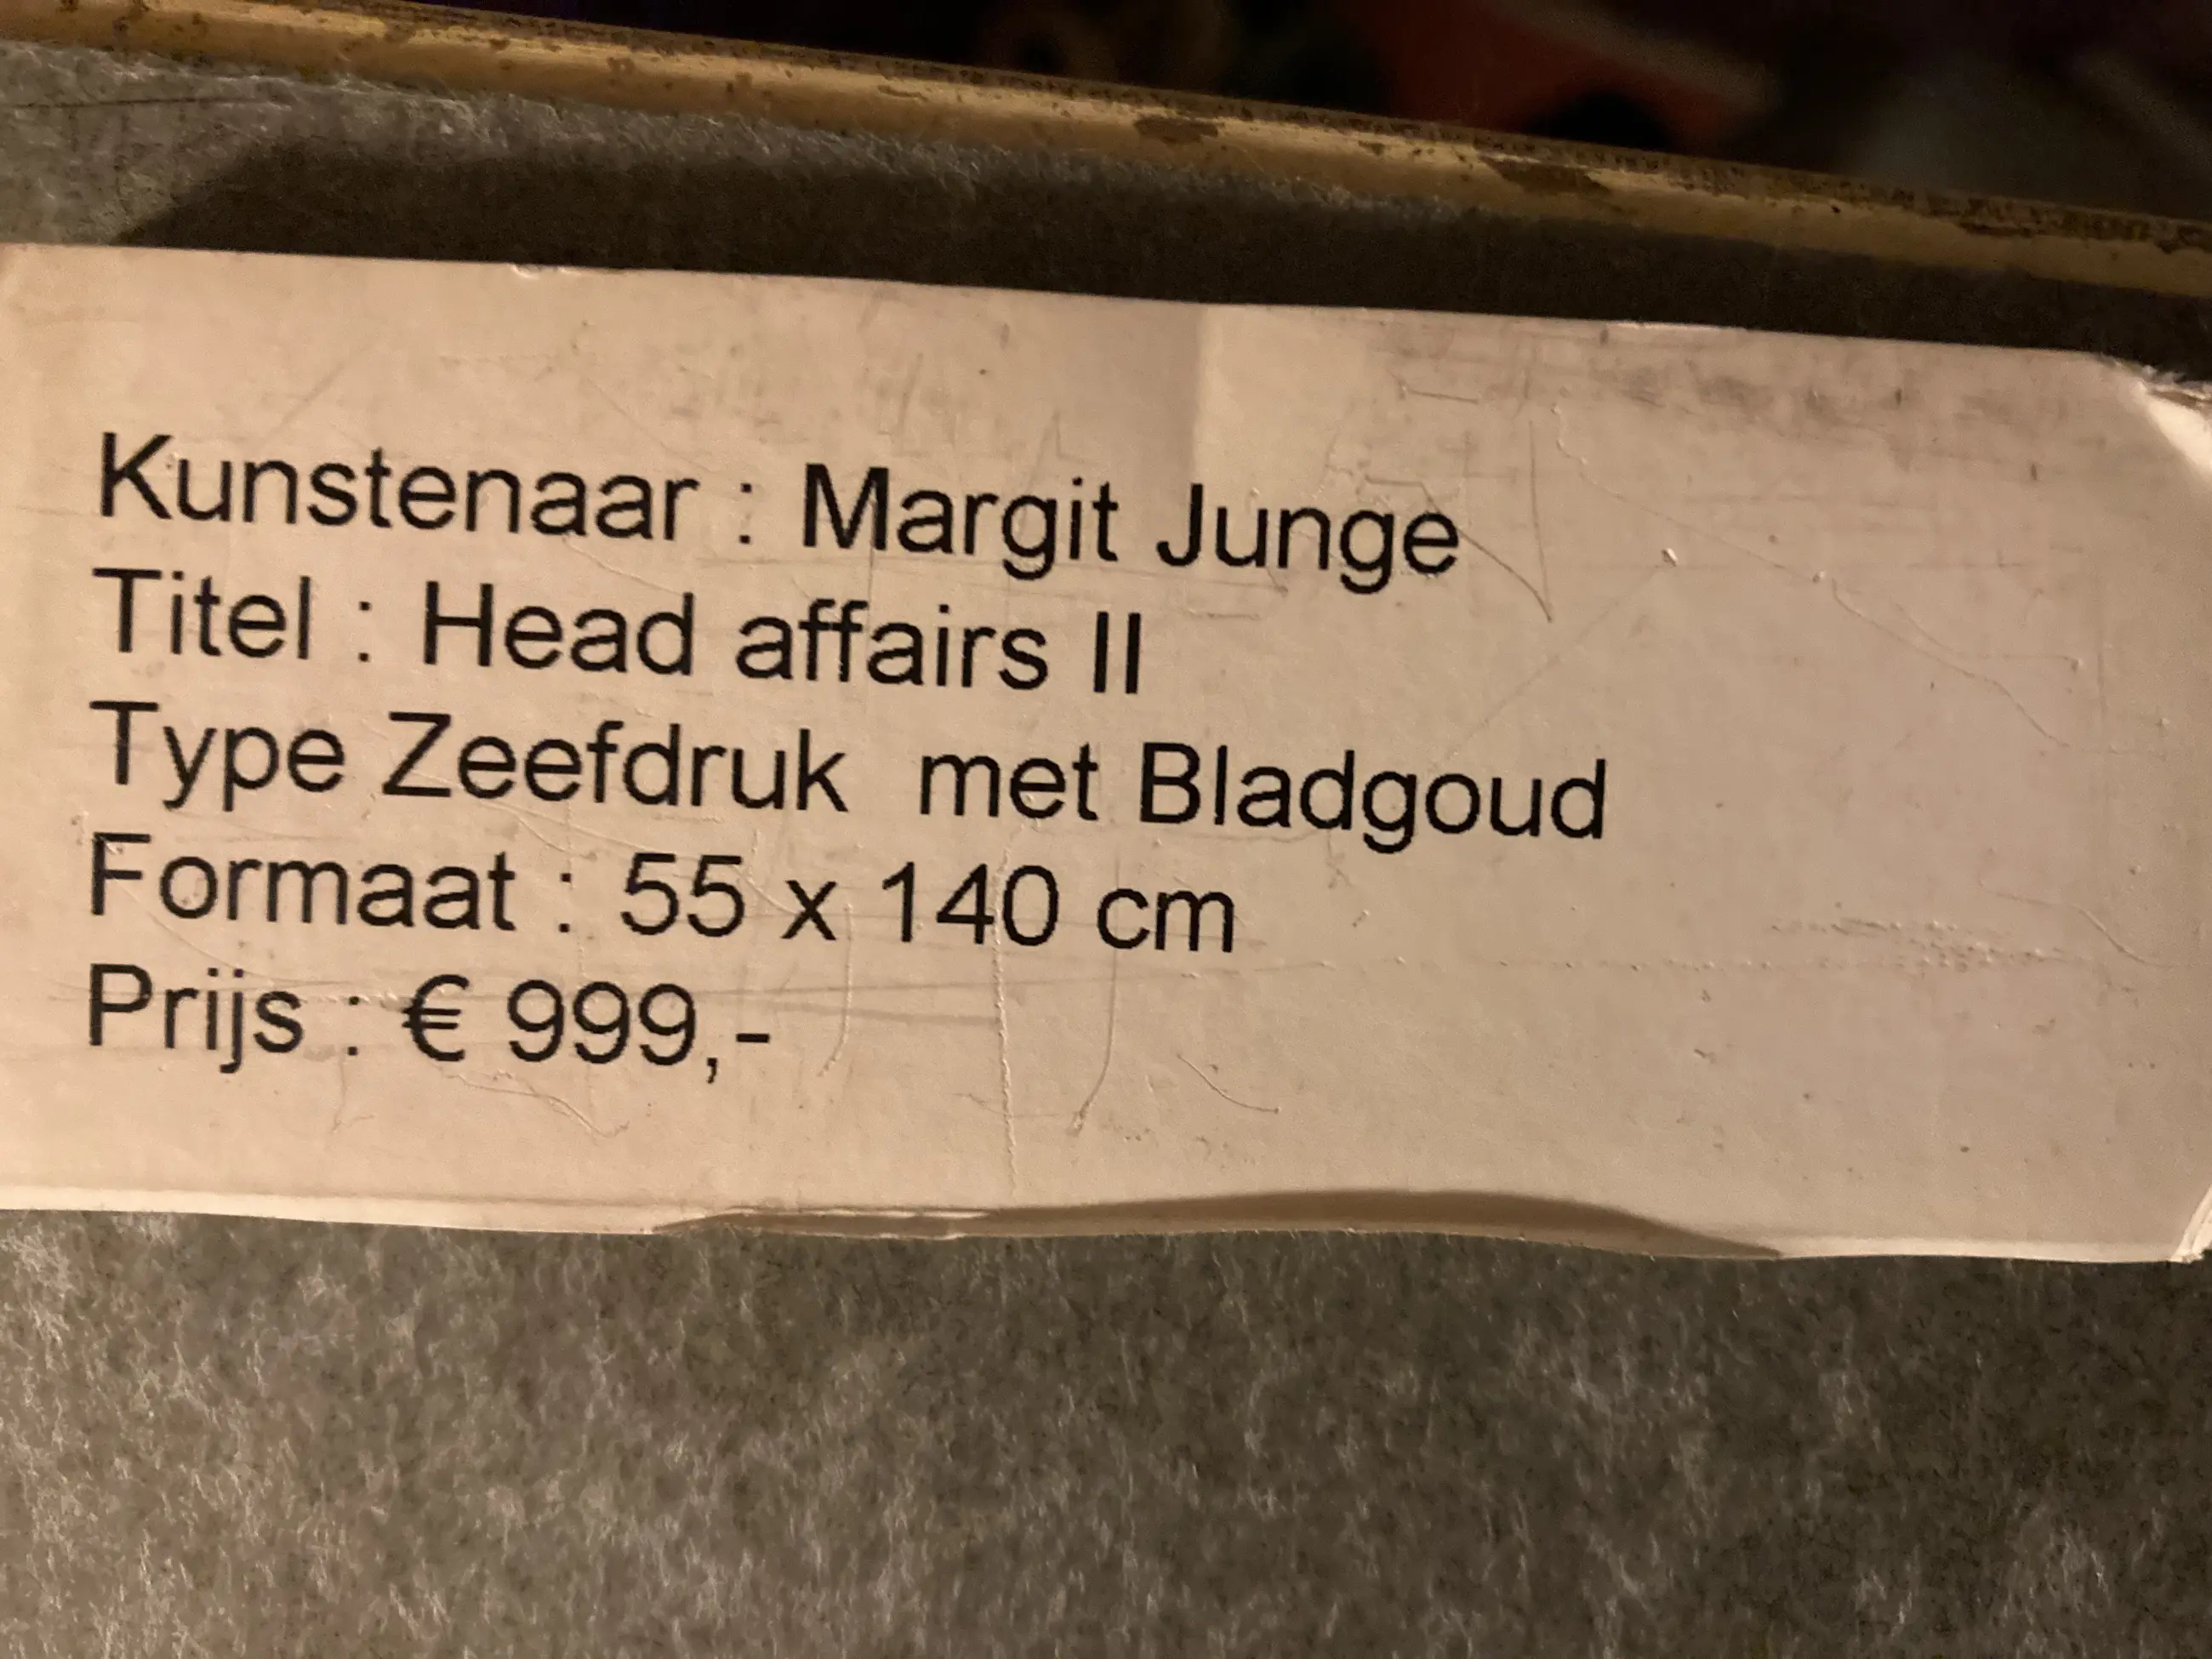 Kunstenaar : Margit Junge
Titel : Head affairs II
Type Zeefdruk  met Bladgoud
Formaat : 55 x 140 cm
Prijs : € 999,-